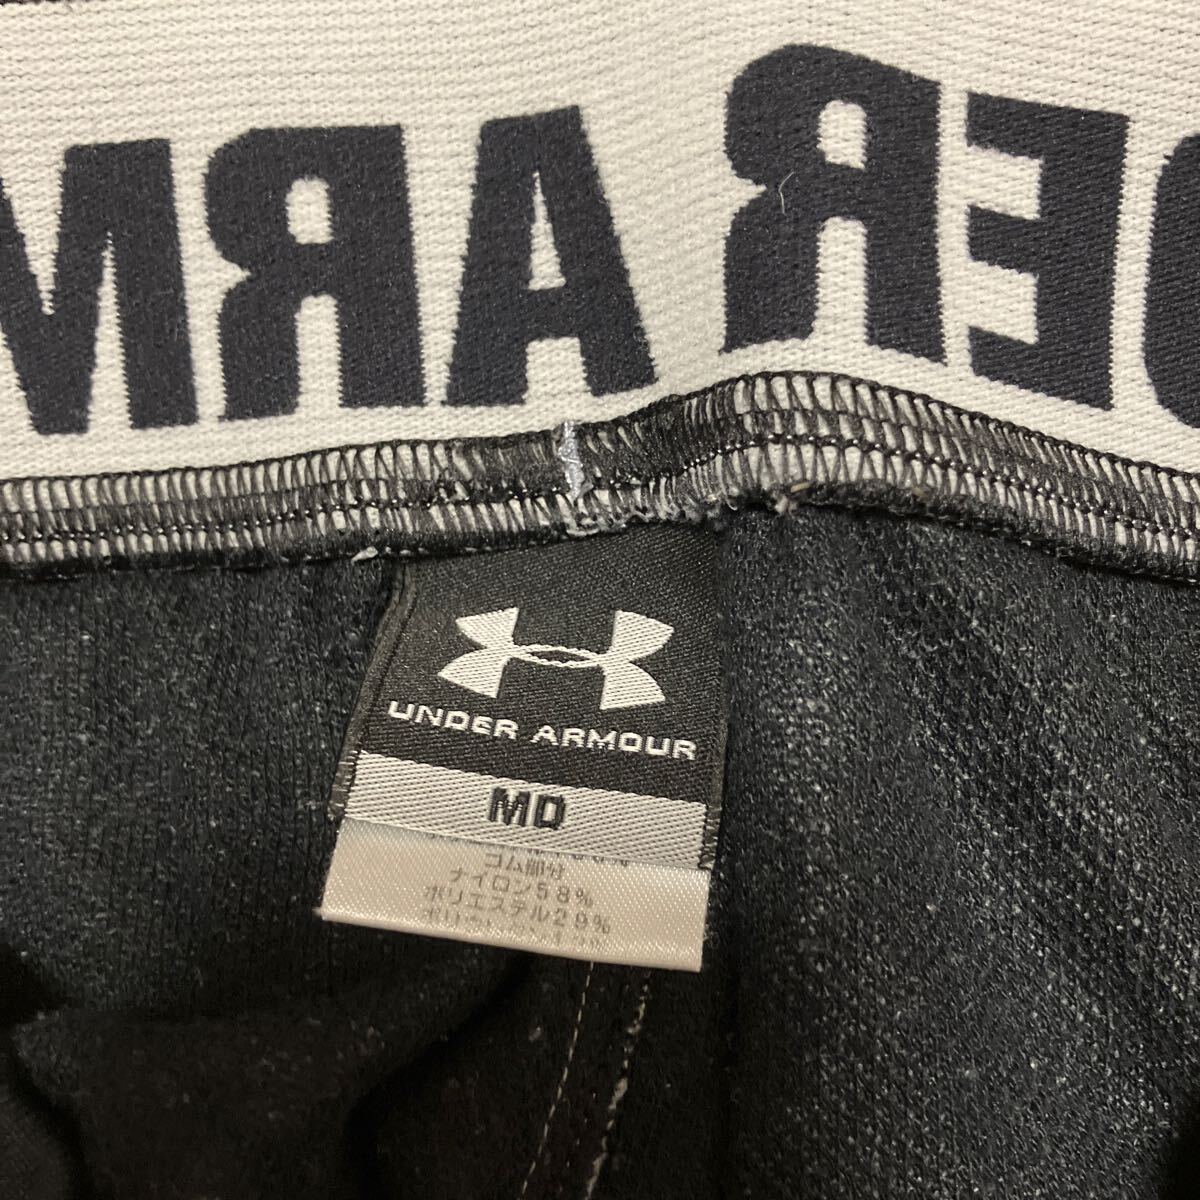 DER ARM
UNDER ARMOUR
MD
ゴム部分
ナイロン58%
ポリエステル29%